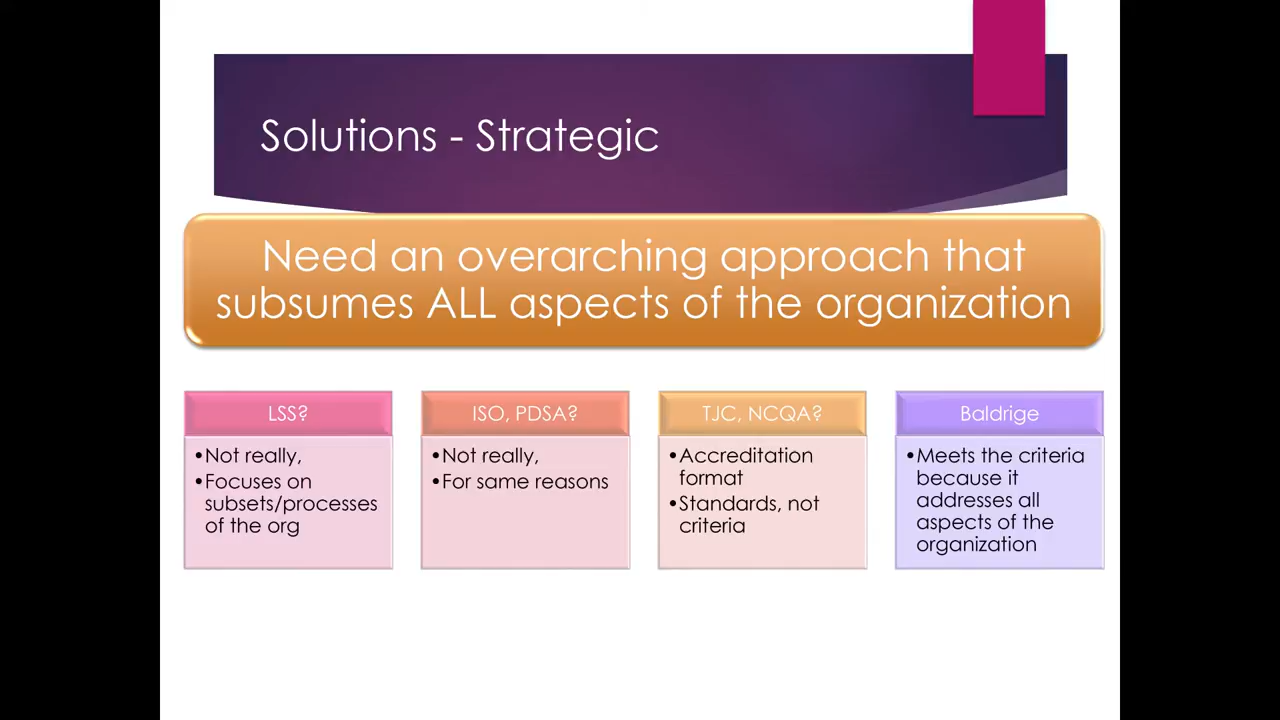 Solutions - Strategic
Need an overarching approach that
subsumes ALL aspects of the organization
LSS?
•Not really,
•Focuses on
subsets/processes
of the org
ISO, PDSA?
•Not really,
•For same reasons
TJC, NCQA?
•Accreditation
format
•Standards, not
criteria
Baldrige
•Meets the criteria
because it
addresses all
aspects of the
organization